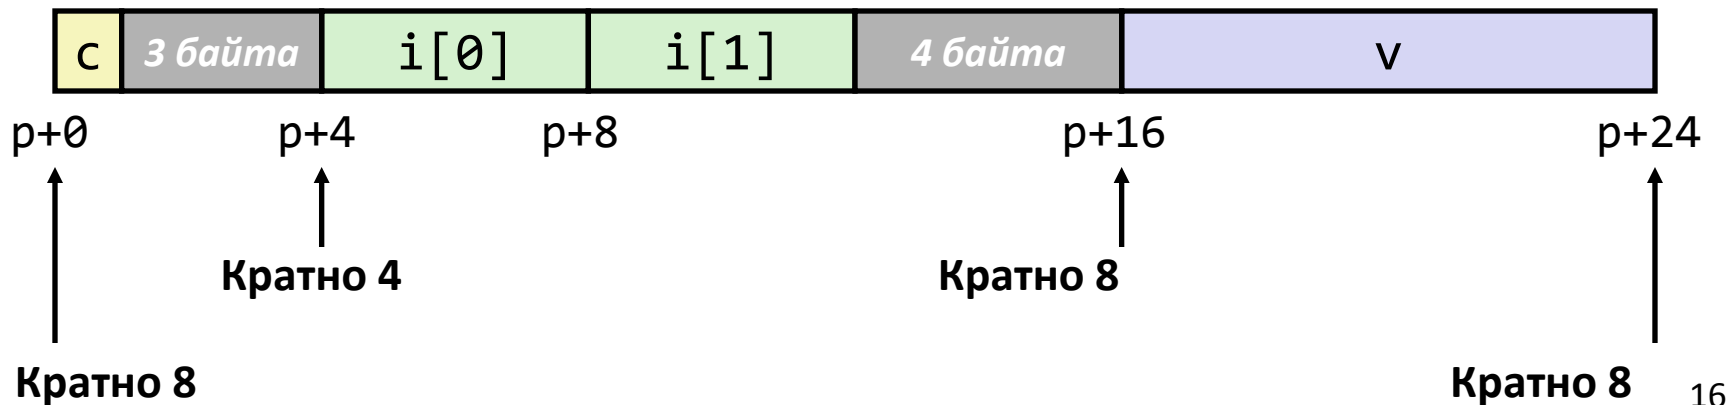 c 3 байта i[0] i[1] 4 байта v
p+0 p+4 p+8 p+16 p+24
Кратно 4 Кратно 8
Кратно 8 Кратно 8 16